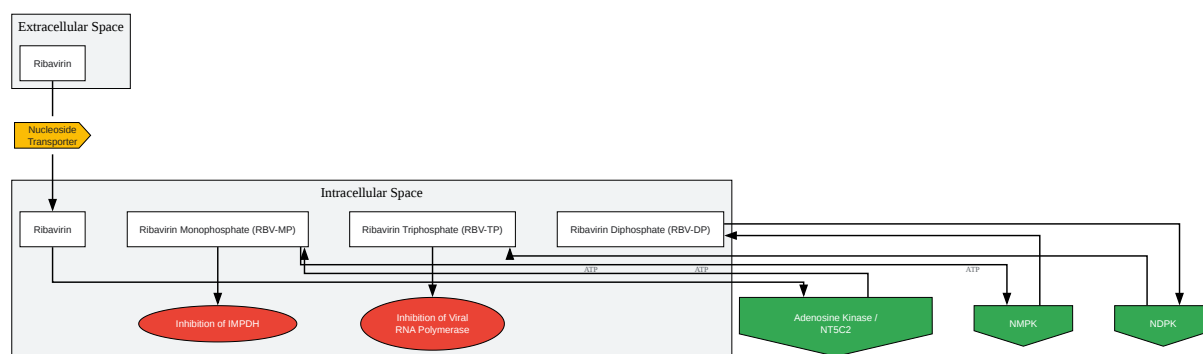 Extracellular Space
Ribavirin
Nucleoside
Transporter
Intracellular Space
Ribavirin
Ribavirin Monophosphate (RBV-MP)
Ribavirin Triphosphate (RBV-TP)
Ribavirin Diphosphate (RBV-DP)
ATP
ATP
ATP
Inhibition of IMPDH
Inhibition of Viral
RNA Polymerase
Adenosine Kinase /
NT5C2
NMPK
NDPK